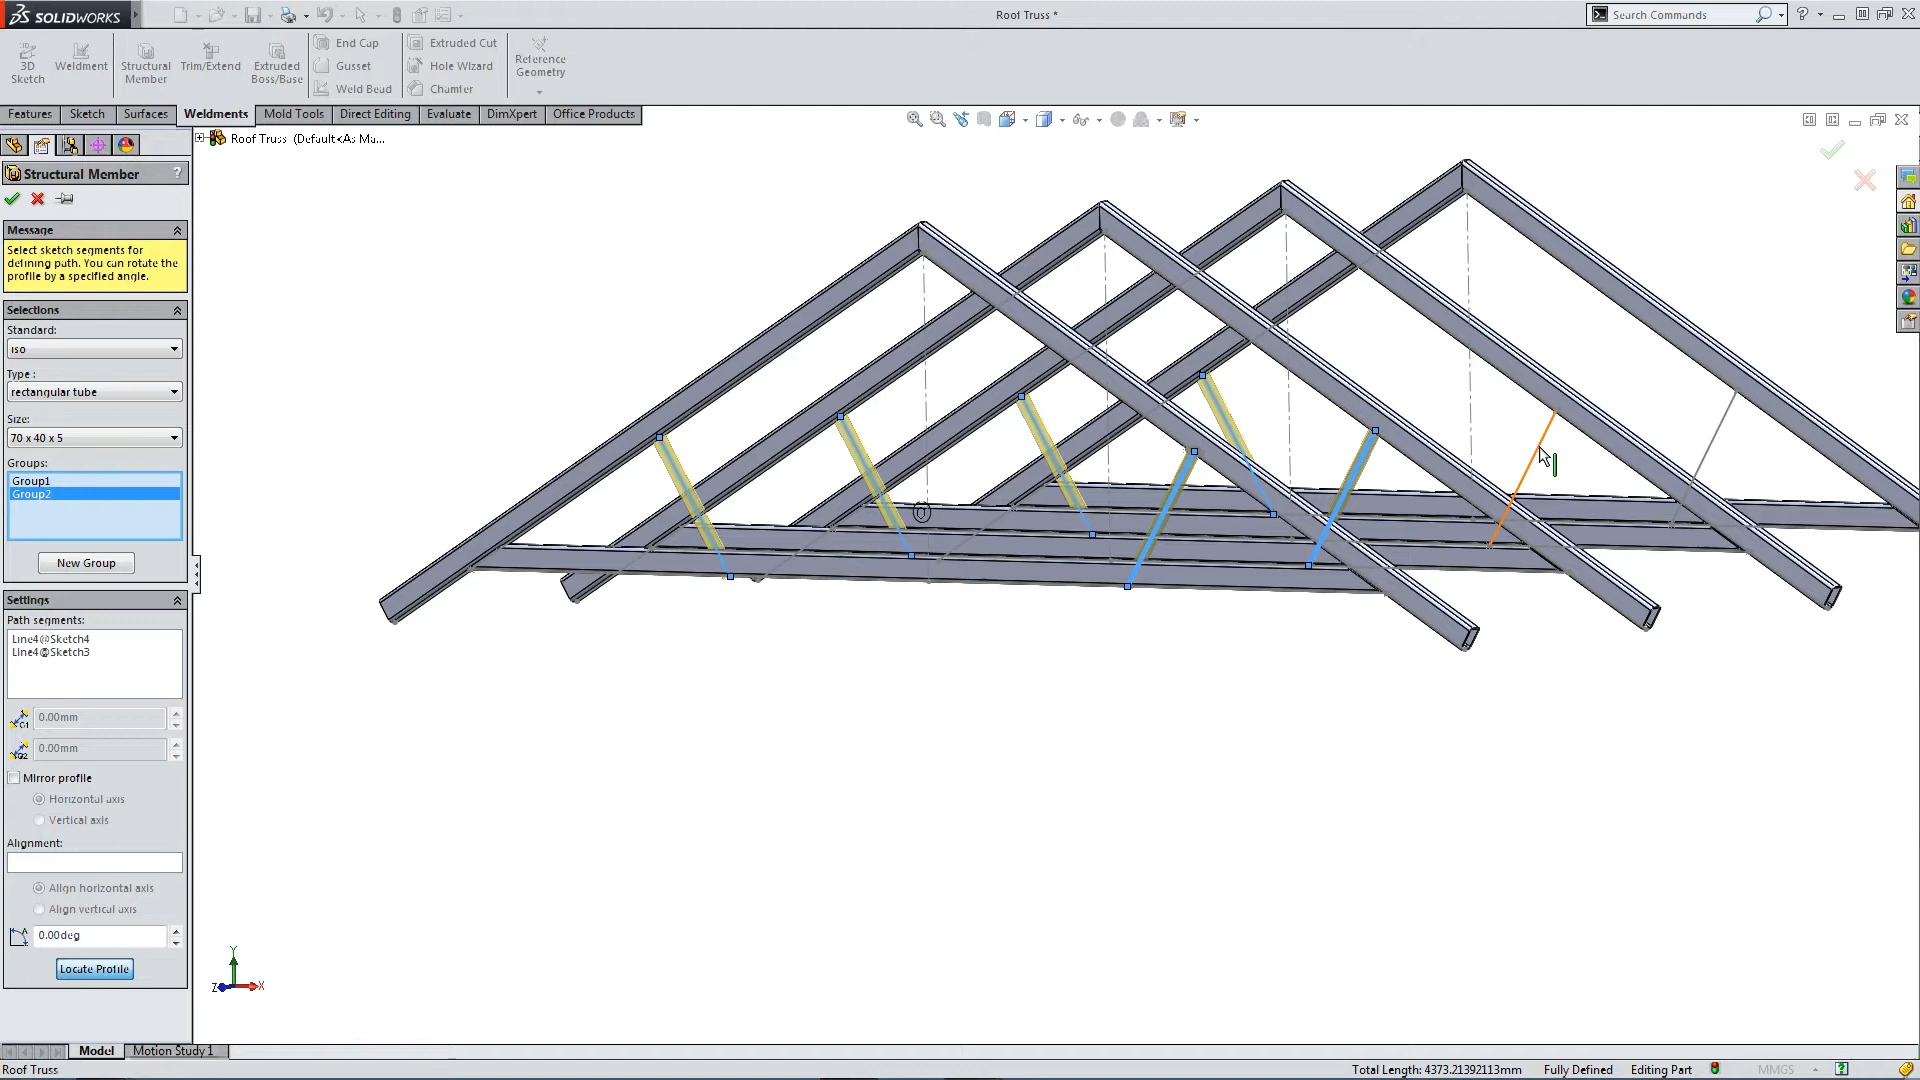 SOLIDWORKS
Roof Truss *
Search Commands
3D Sketch
Weldment
Structural Member
Trim/Extend
Extruded Boss/Base
End Cap
Gusset
Weld Bead
Extruded Cut
Hole Wizard
Chamfer
Reference Geometry
Features
Sketch
Surfaces
Weldments
Mold Tools
Direct Editing
Evaluate
DimXpert
Office Products
Roof Truss (Default<As Ma...
Structural Member
?
Message
Select sketch segments for
defining path. You can rotate the
profile by a specified angle.
Selections
Standard:
iso
Type :
rectangular tube
Size:
70 x 40 x 5
Groups:
Group1
Group2
New Group
Settings
Path segments:
Line4@Sketch4
Line4@Sketch3
G1
0.00mm
G2
0.00mm
Mirror profile
Horizontal axis
Vertical axis
Alignment:
Align horizontal axis
Align vertical axis
0.00deg
Locate Profile
Y
Z
X
Model
Motion Study 1
Roof Truss
Total Length: 4373.21392113mm
Fully Defined
Editing Part
MMGS